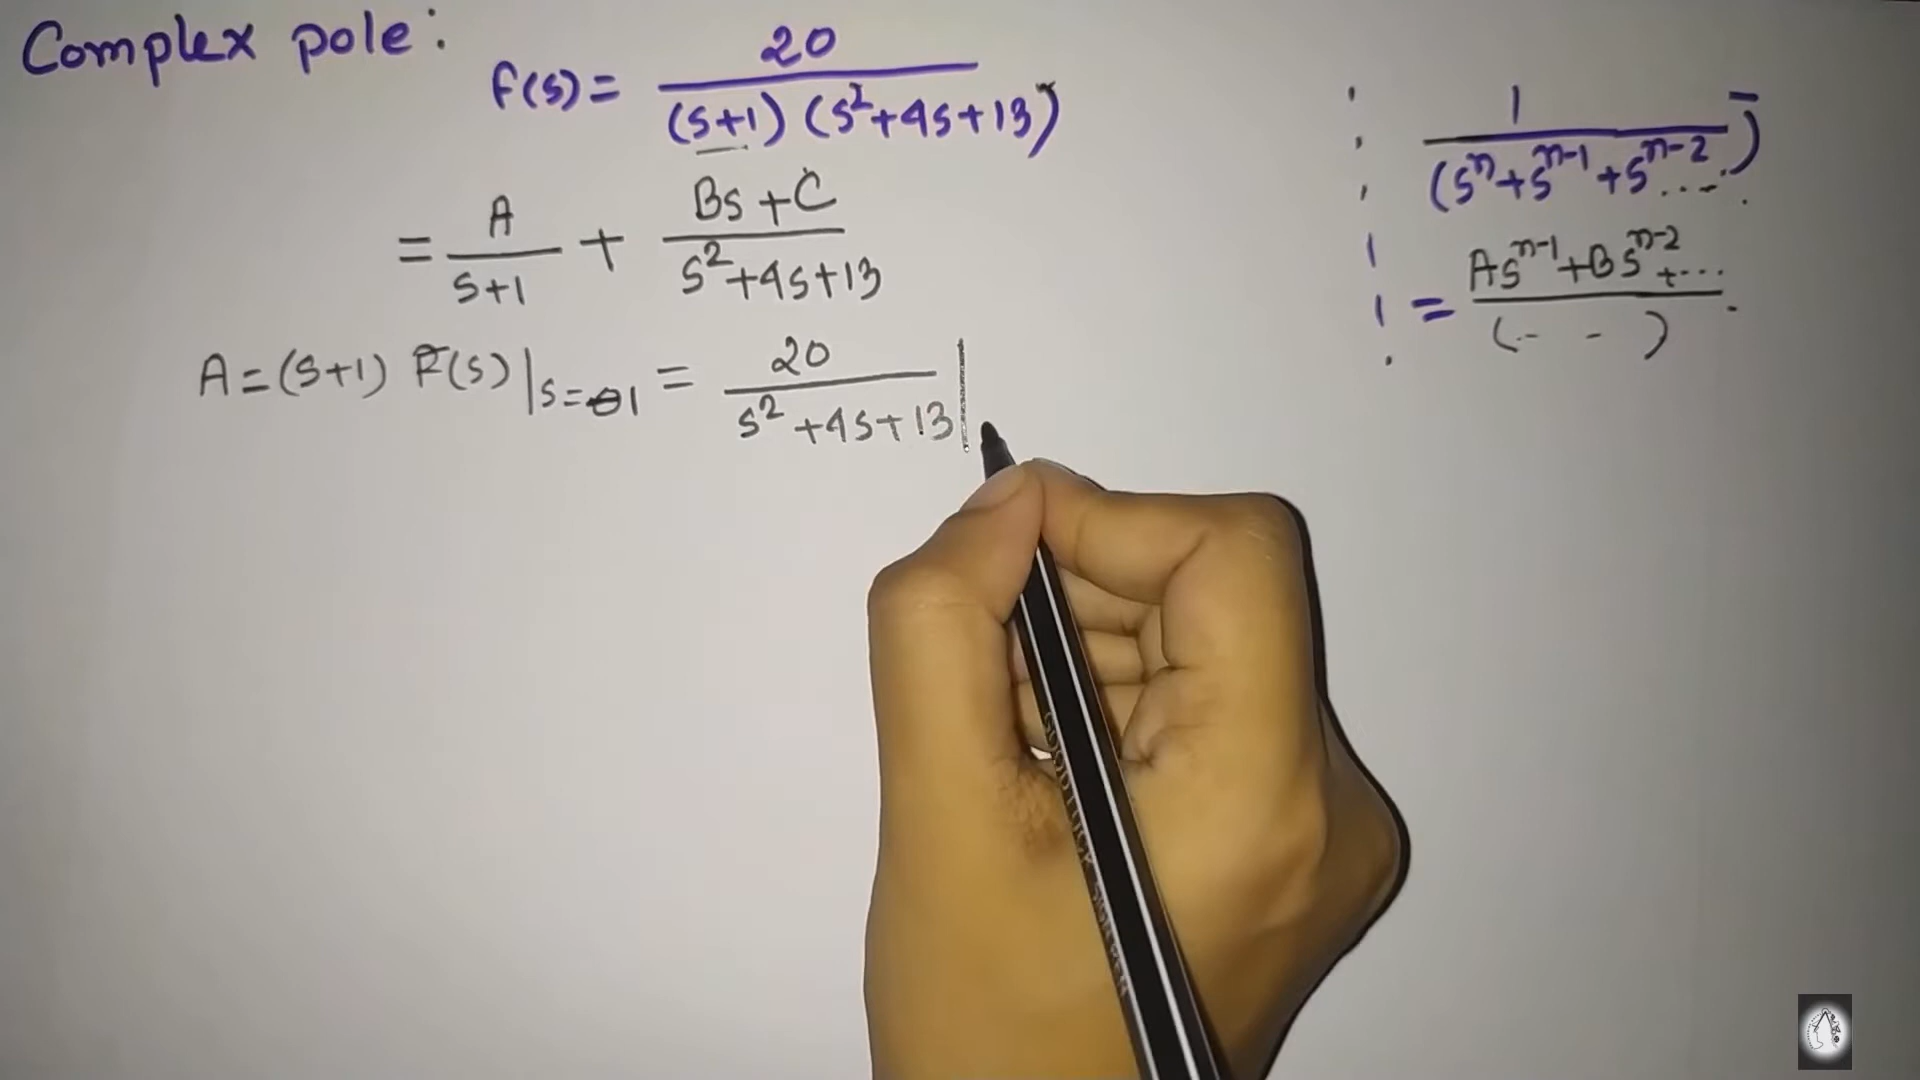 Complex pole:
F(s) = 20 / (s+1) (s²+4s+13)
= A / s+1 + Bs+C / s²+4s+13
A = (s+1) F(s) |s=-1 = 20 / s²+4s+13 |
1 / (sⁿ+sⁿ⁻¹+sⁿ⁻²....)
= Asⁿ⁻¹+Bsⁿ⁻²+... / (-- -)